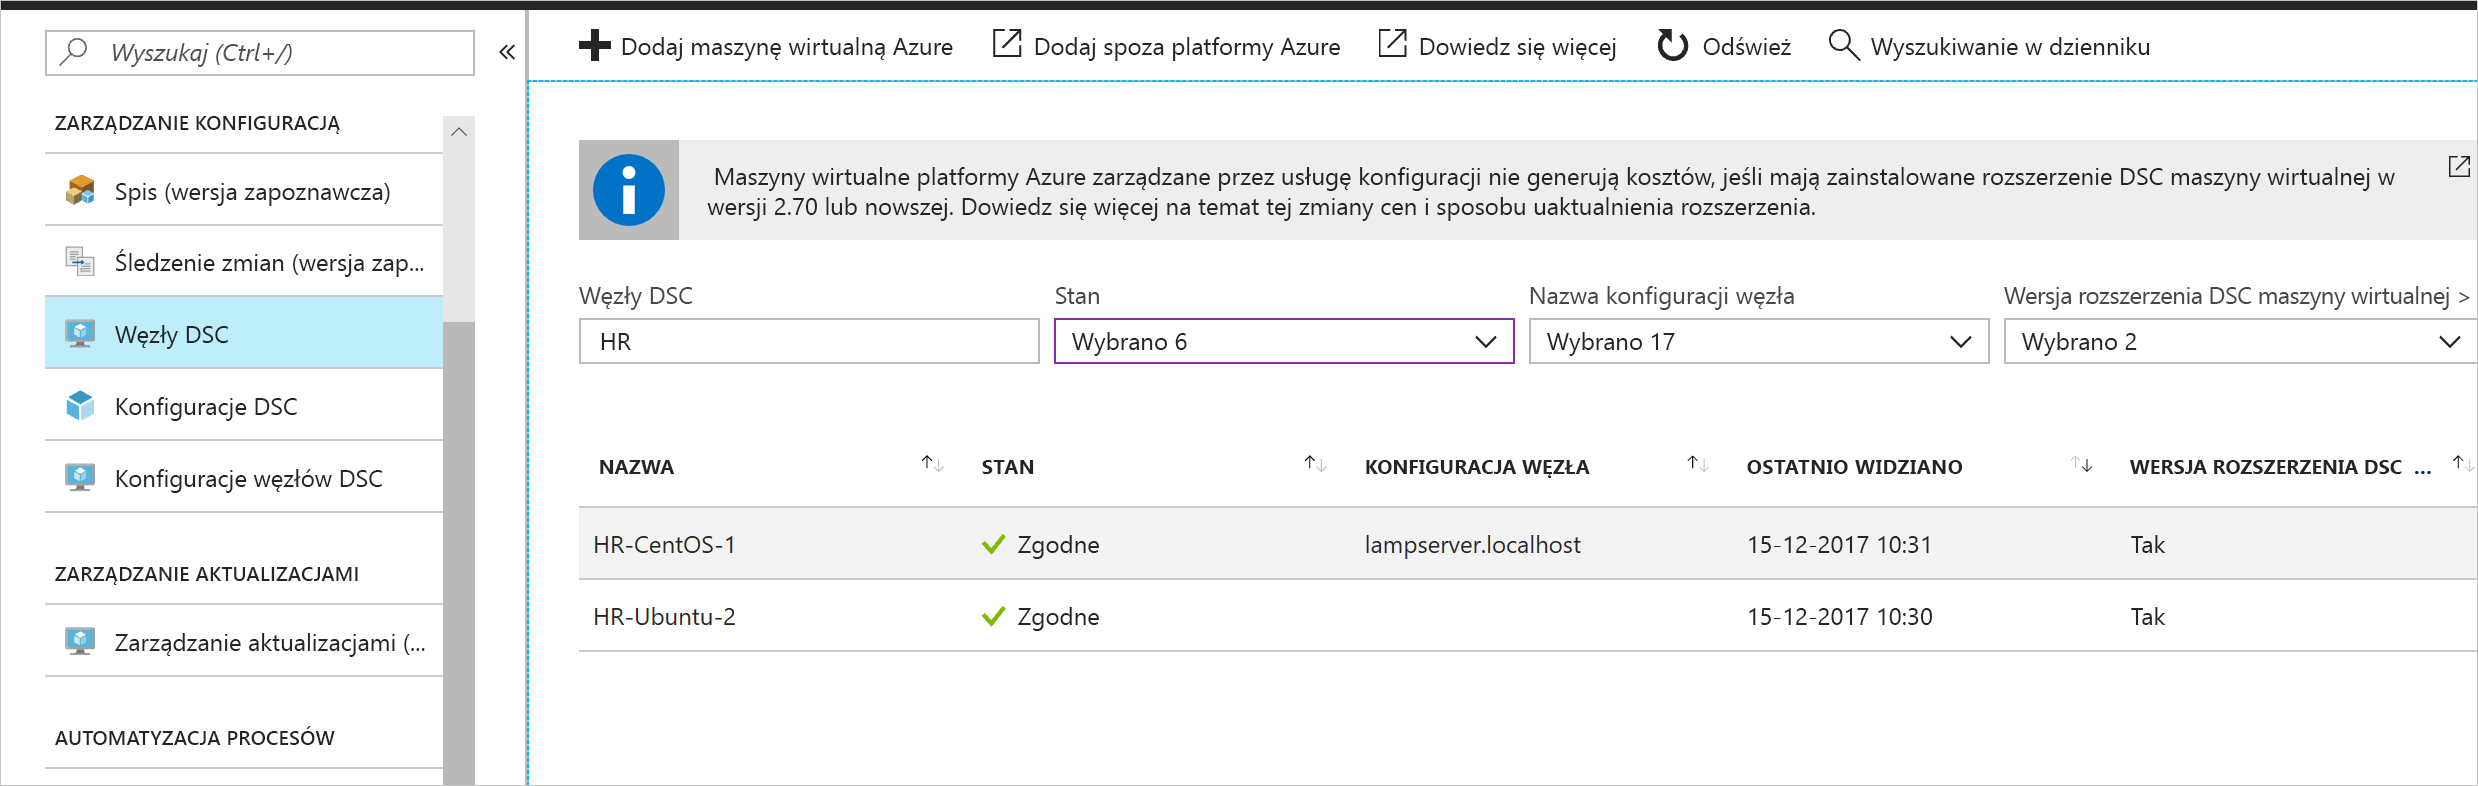 Wyszukaj (Ctrl+/)
«
ZARZĄDZANIE KONFIGURACJĄ
Spis (wersja zapoznawcza)
Śledzenie zmian (wersja zap...
Węzły DSC
Konfiguracje DSC
Konfiguracje węzłów DSC
ZARZĄDZANIE AKTUALIZACJAMI
Zarządzanie aktualizacjami (...
AUTOMATYZACJA PROCESÓW
Dodaj maszynę wirtualną Azure Dodaj spoza platformy Azure Dowiedz się więcej Odśwież Wyszukiwanie w dzienniku
Maszyny wirtualne platformy Azure zarządzane przez usługę konfiguracji nie generują kosztów, jeśli mają zainstalowane rozszerzenie DSC maszyny wirtualnej w
wersji 2.70 lub nowszej. Dowiedz się więcej na temat tej zmiany cen i sposobu uaktualnienia rozszerzenia.
Węzły DSC Stan Nazwa konfiguracji węzła Wersja rozszerzenia DSC maszyny wirtualnej >
HR Wybrano 6 Wybrano 17 Wybrano 2
NAZWA STAN KONFIGURACJA WĘZŁA OSTATNIO WIDZIANO WERSJA ROZSZERZENIA DSC ...
HR-CentOS-1 Zgodne lampserver.localhost 15-12-2017 10:31 Tak
HR-Ubuntu-2 Zgodne 15-12-2017 10:30 Tak